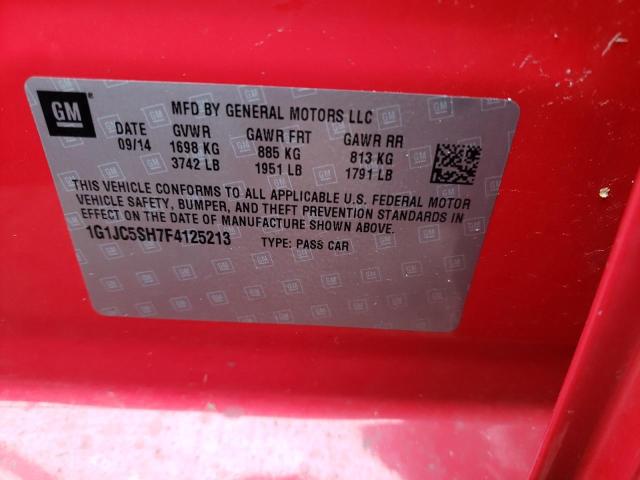 GM
MFD BY GENERAL MOTORS LLC
DATE GVWR GAWR FRT GAWR RR
09/14 1698 KG 885 KG 813 KG
3742 LB 1951 LB 1791 LB
THIS VEHICLE CONFORMS TO ALL APPLICABLE U.S. FEDERAL MOTOR
VEHICLE SAFETY, BUMPER, AND THEFT PREVENTION STANDARDS IN
EFFECT ON THE DATE OF MANUFACTURE SHOWN ABOVE.
1G1JC5SH7F4125213 TYPE: PASS CAR